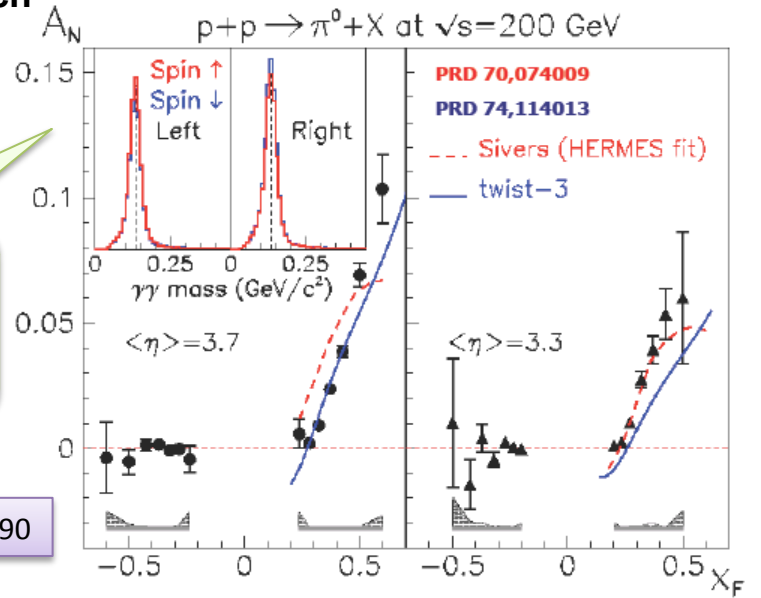 A_N p+p → π⁰+X at √s=200 GeV
0.15
0.1
0.05
0
Spin ↑
Spin ↓
Left
Right
0 0.25 0 0.25
γγ mass (GeV/c²)
<η>=3.7
PRD 70,074009
PRD 74,114013
Sivers (HERMES fit)
twist-3
<η>=3.3
90
-0.5 0 0.5 -0.5 0 0.5 X_F